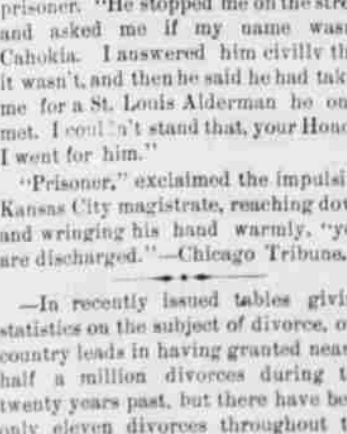 prisoner. "He stopped me on the stre
and asked me if my name was
Cahokia. I answered him civilly th
it wasn't, and then he said he had tak
me for a St. Louis Alderman he on
met. I couldn't stand that, your Hono
I went for him."
"Prisoner," exclaimed the impulsi
Kansas City magistrate, reaching dow
and wringing his hand warmly, "yo
are discharged."—Chicago Tribune.
—In recently issued tables givi
statistics on the subject of divorce, o
country leads in having granted near
half a million divorces during t
twenty years past, but there have be
only eleven divorces throughout t